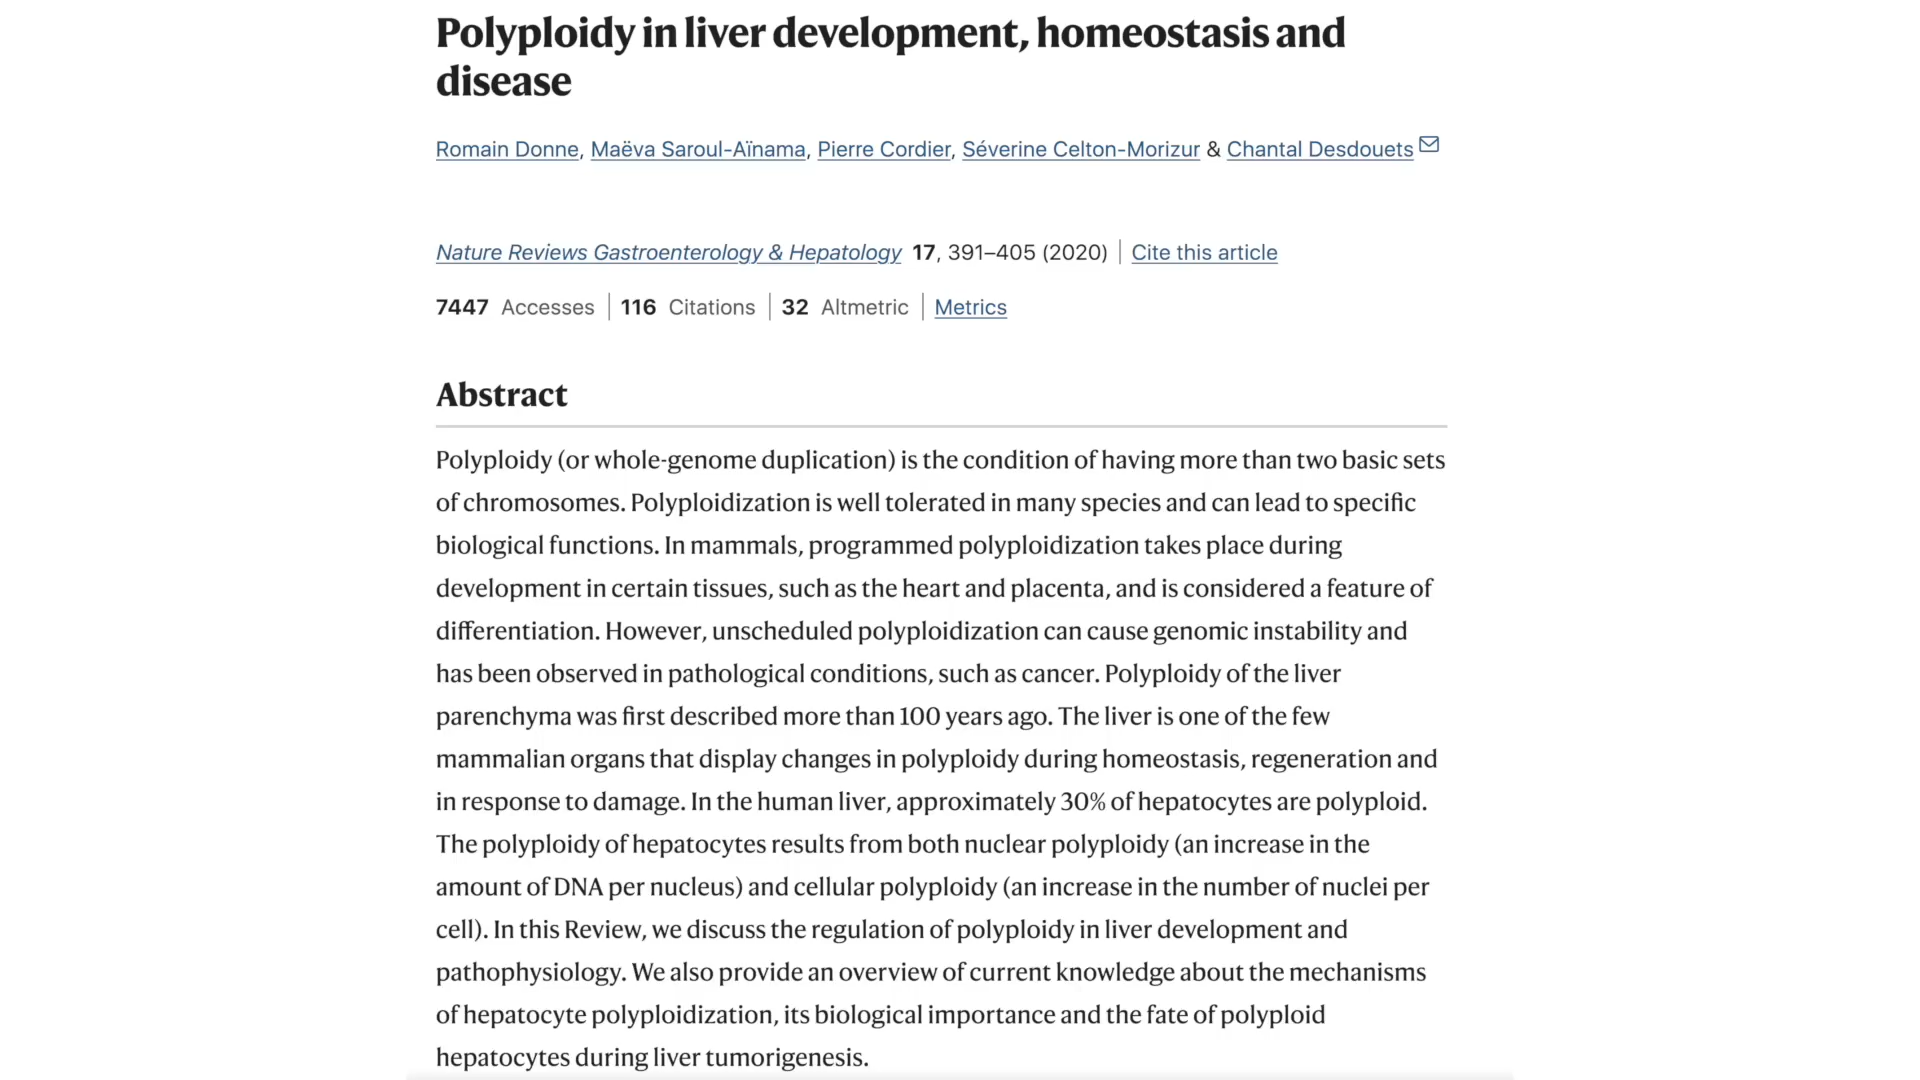 Polyploidy in liver development, homeostasis and
disease
Romain Donne, Maëva Saroul-Aïnama, Pierre Cordier, Séverine Celton-Morizur & Chantal Desdouets
Nature Reviews Gastroenterology & Hepatology 17, 391–405 (2020) | Cite this article
7447 Accesses | 116 Citations | 32 Altmetric | Metrics
Abstract
Polyploidy (or whole-genome duplication) is the condition of having more than two basic sets
of chromosomes. Polyploidization is well tolerated in many species and can lead to specific
biological functions. In mammals, programmed polyploidization takes place during
development in certain tissues, such as the heart and placenta, and is considered a feature of
differentiation. However, unscheduled polyploidization can cause genomic instability and
has been observed in pathological conditions, such as cancer. Polyploidy of the liver
parenchyma was first described more than 100 years ago. The liver is one of the few
mammalian organs that display changes in polyploidy during homeostasis, regeneration and
in response to damage. In the human liver, approximately 30% of hepatocytes are polyploid.
The polyploidy of hepatocytes results from both nuclear polyploidy (an increase in the
amount of DNA per nucleus) and cellular polyploidy (an increase in the number of nuclei per
cell). In this Review, we discuss the regulation of polyploidy in liver development and
pathophysiology. We also provide an overview of current knowledge about the mechanisms
of hepatocyte polyploidization, its biological importance and the fate of polyploid
hepatocytes during liver tumorigenesis.